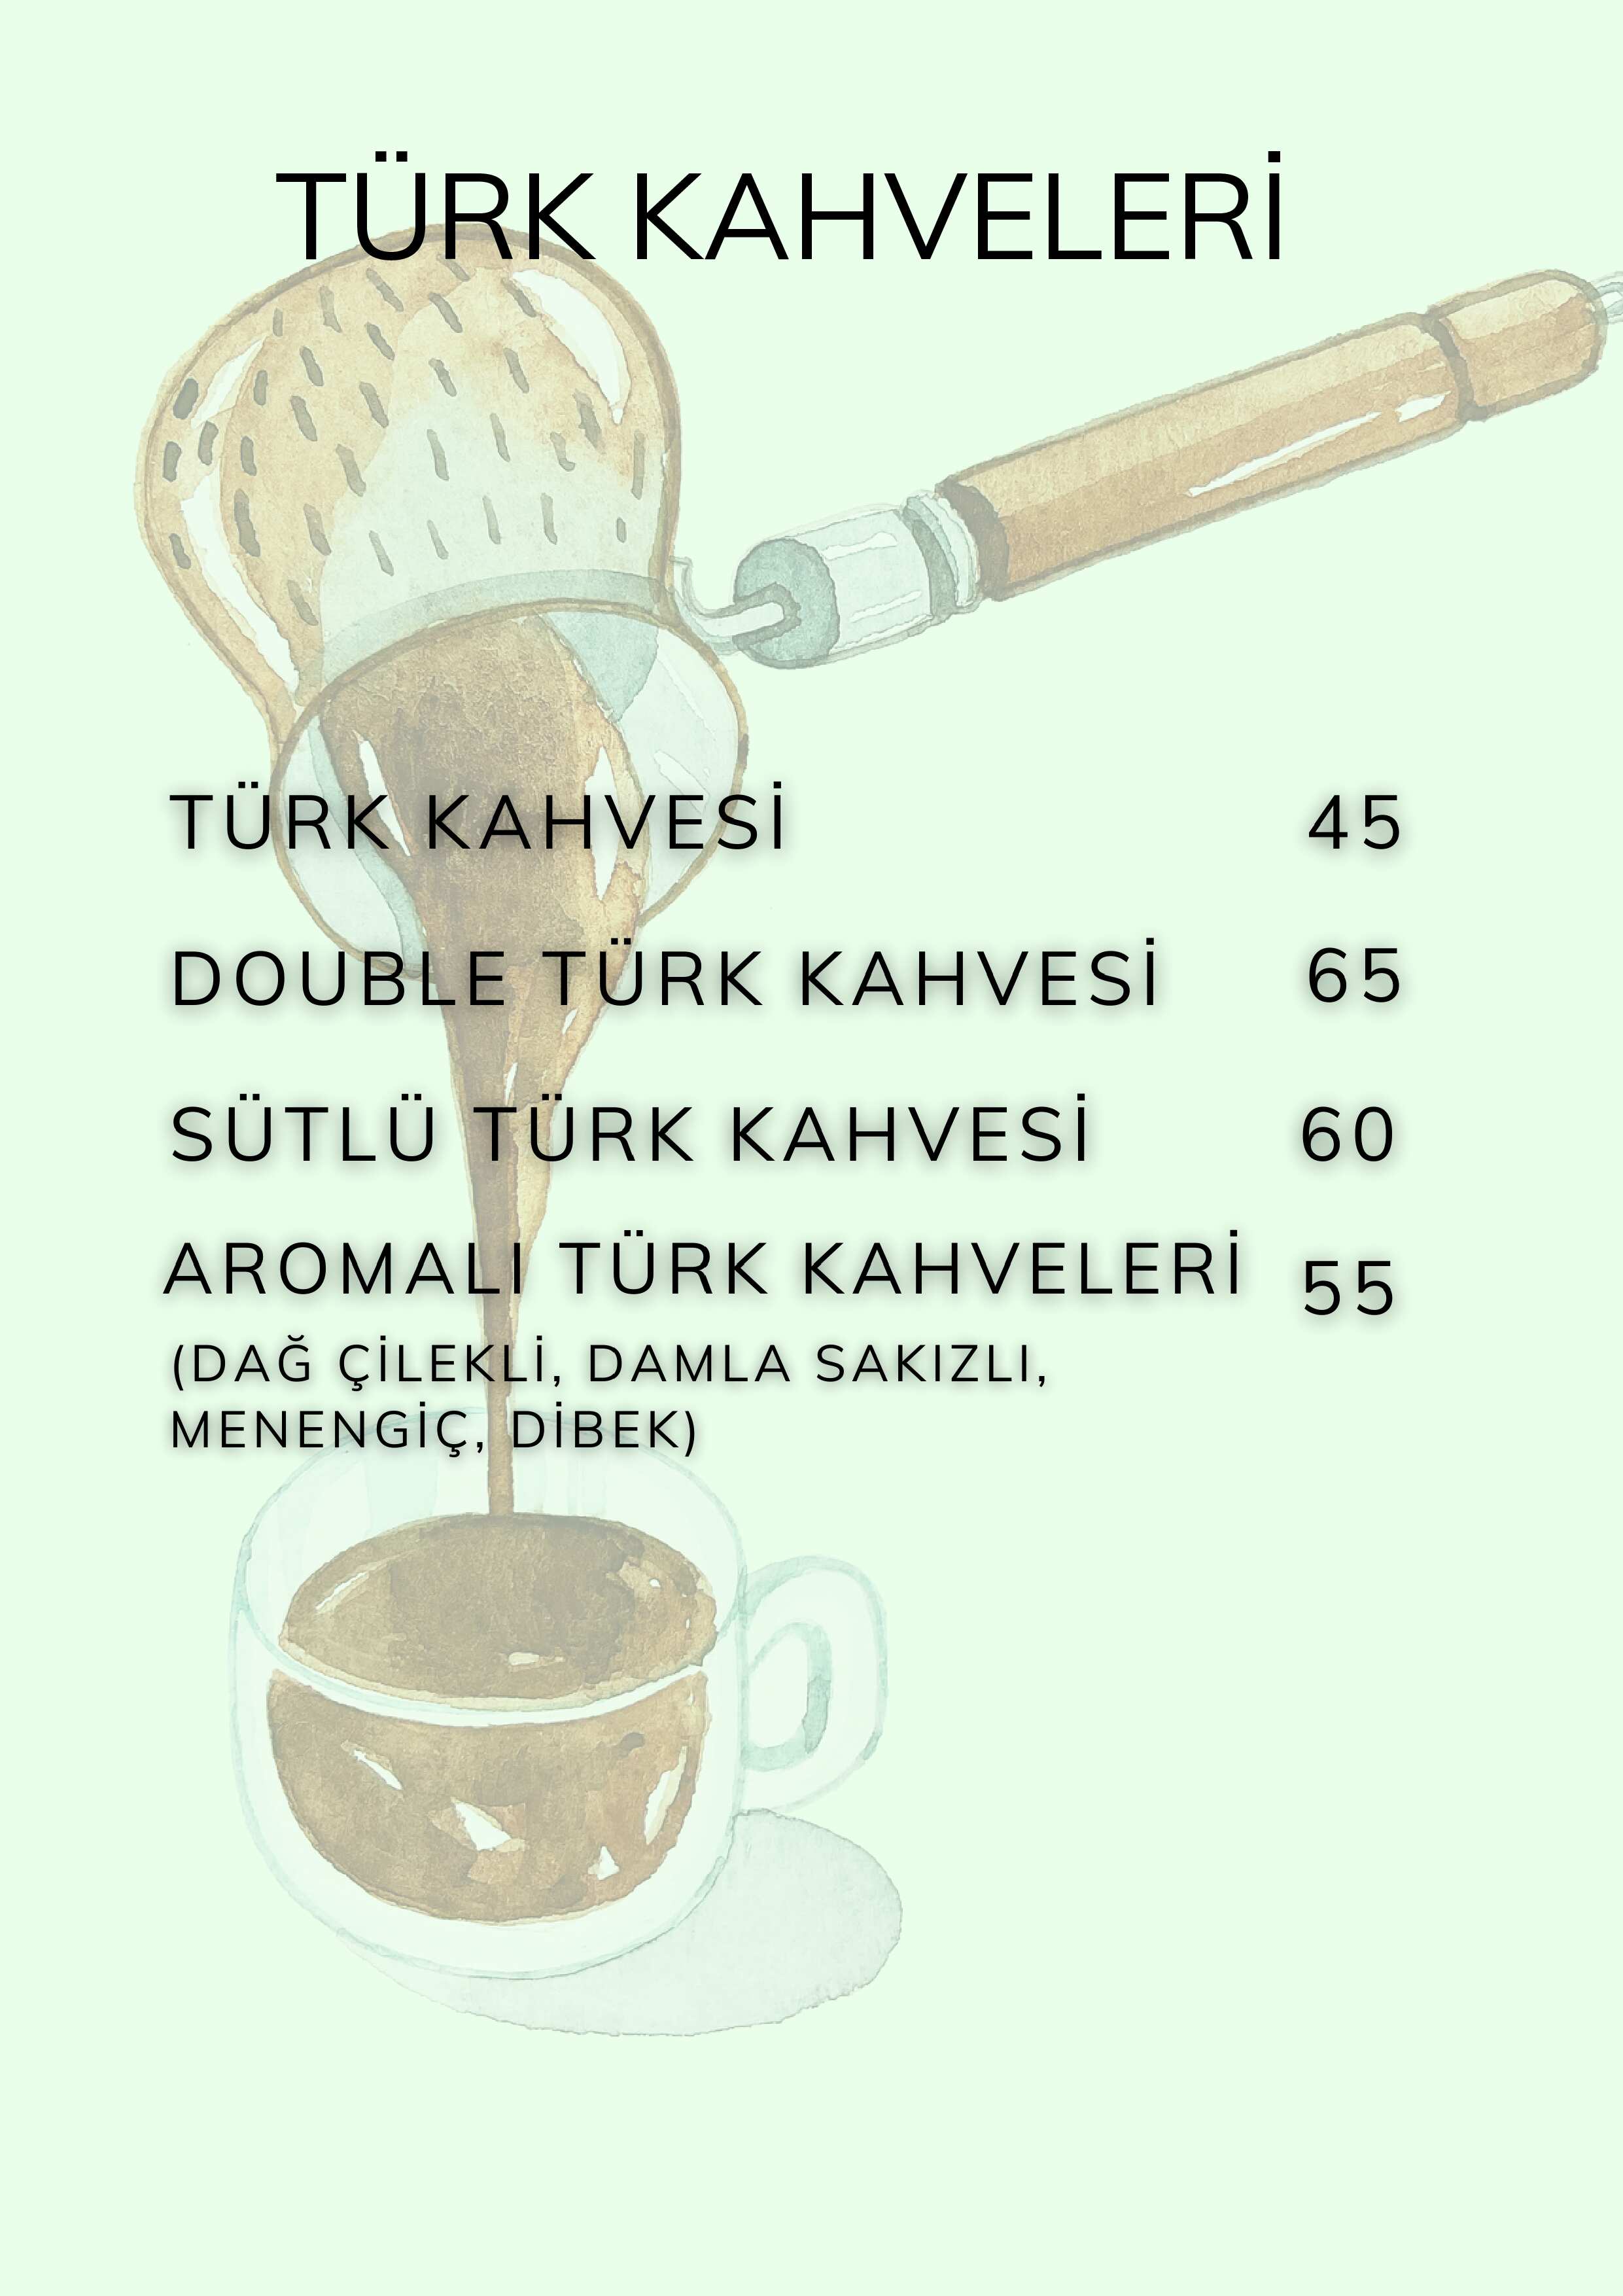 TÜRK KAHVELERİ
TÜRK KAHVESİ 45
DOUBLE TÜRK KAHVESİ 65
SÜTLÜ TÜRK KAHVESİ 60
AROMALI TÜRK KAHVELERİ 55
(DAĞ ÇİLEKLİ, DAMLA SAKIZLI,
MENENGİÇ, DİBEK)